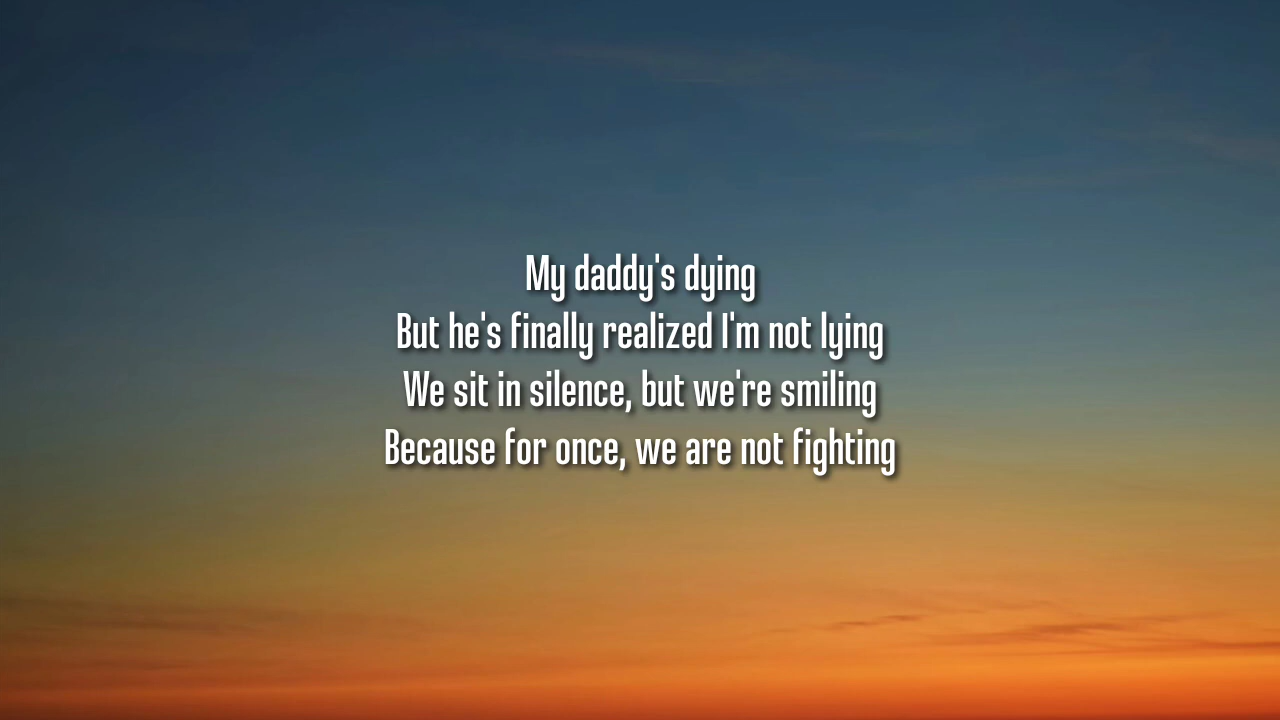 My daddy's dying
But he's finally realized I'm not lying
We sit in silence, but we're smiling
Because for once, we are not fighting